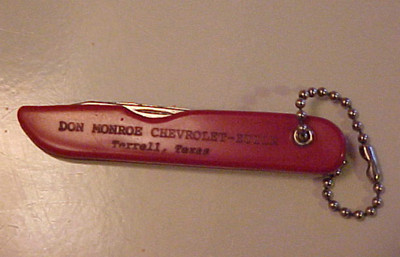 DON MONROE CHEVROLET-BUICK
Terrell, Texas